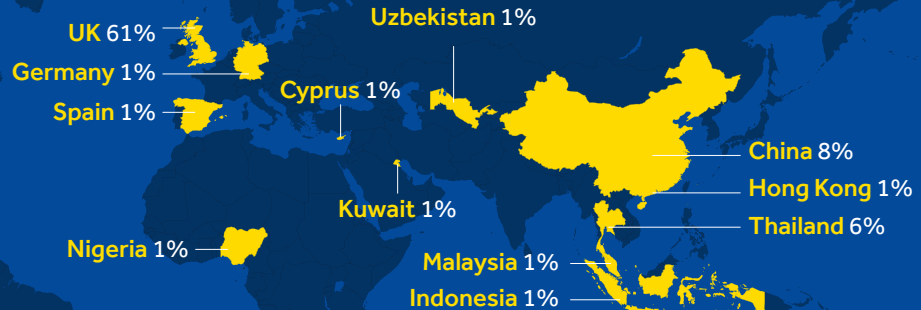 Uzbekistan 1%
UK 61%
Germany 1%
Cyprus 1%
Spain 1%
China 8%
Hong Kong 1%
Kuwait 1%
Thailand 6%
Nigeria 1%
Malaysia 1%
Indonesia 1%